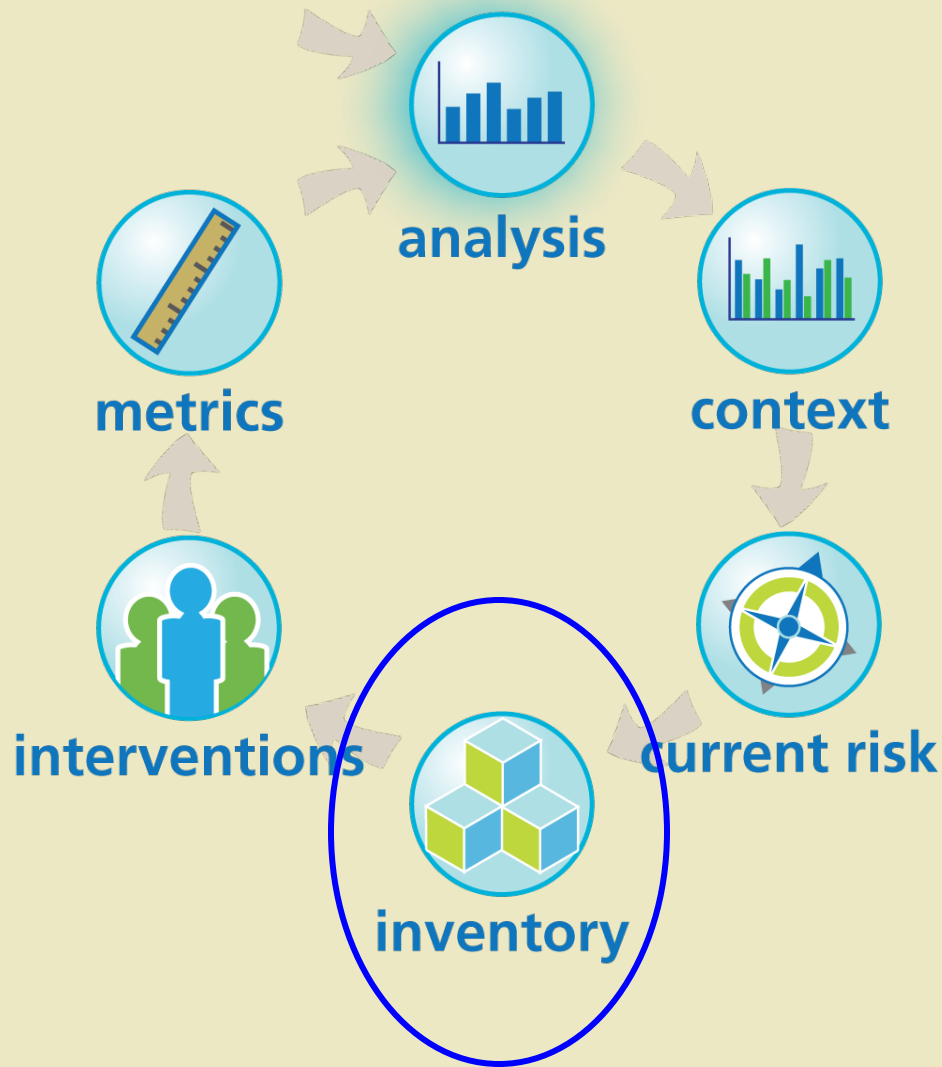 analysis
metrics
context
interventions
current risk
inventory